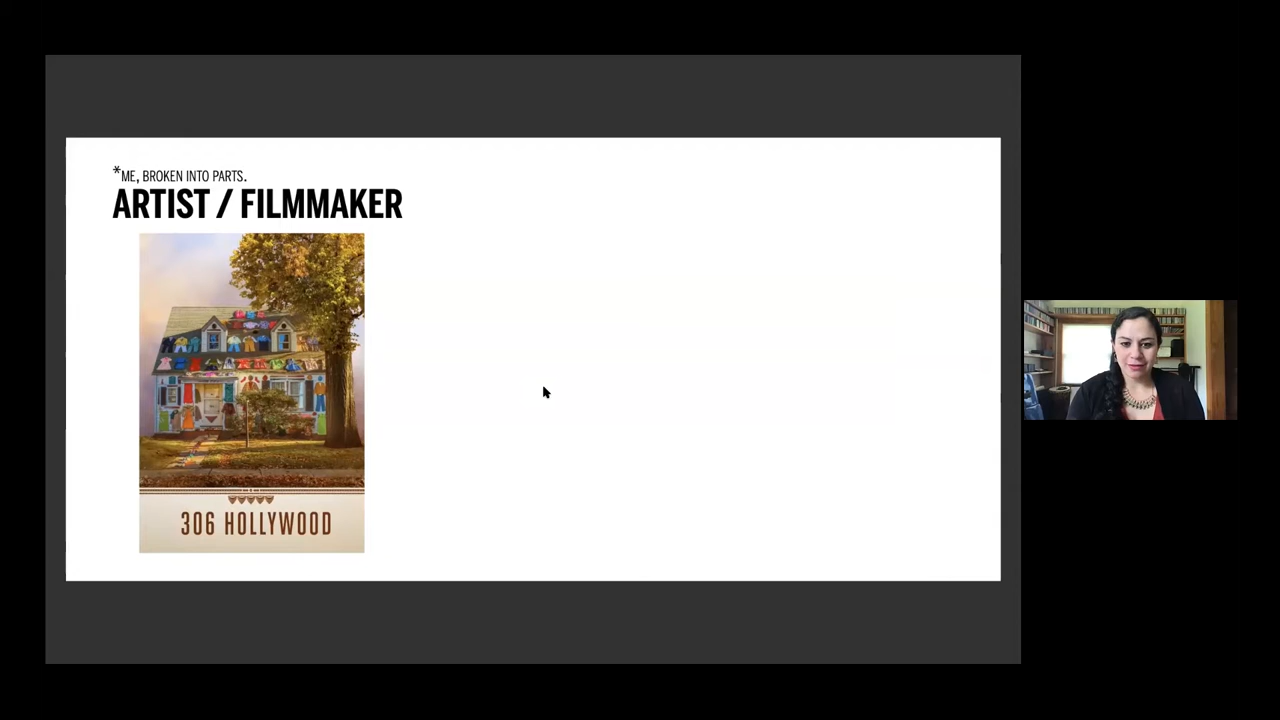 *ME, BROKEN INTO PARTS.
ARTIST / FILMMAKER
306 HOLLYWOOD